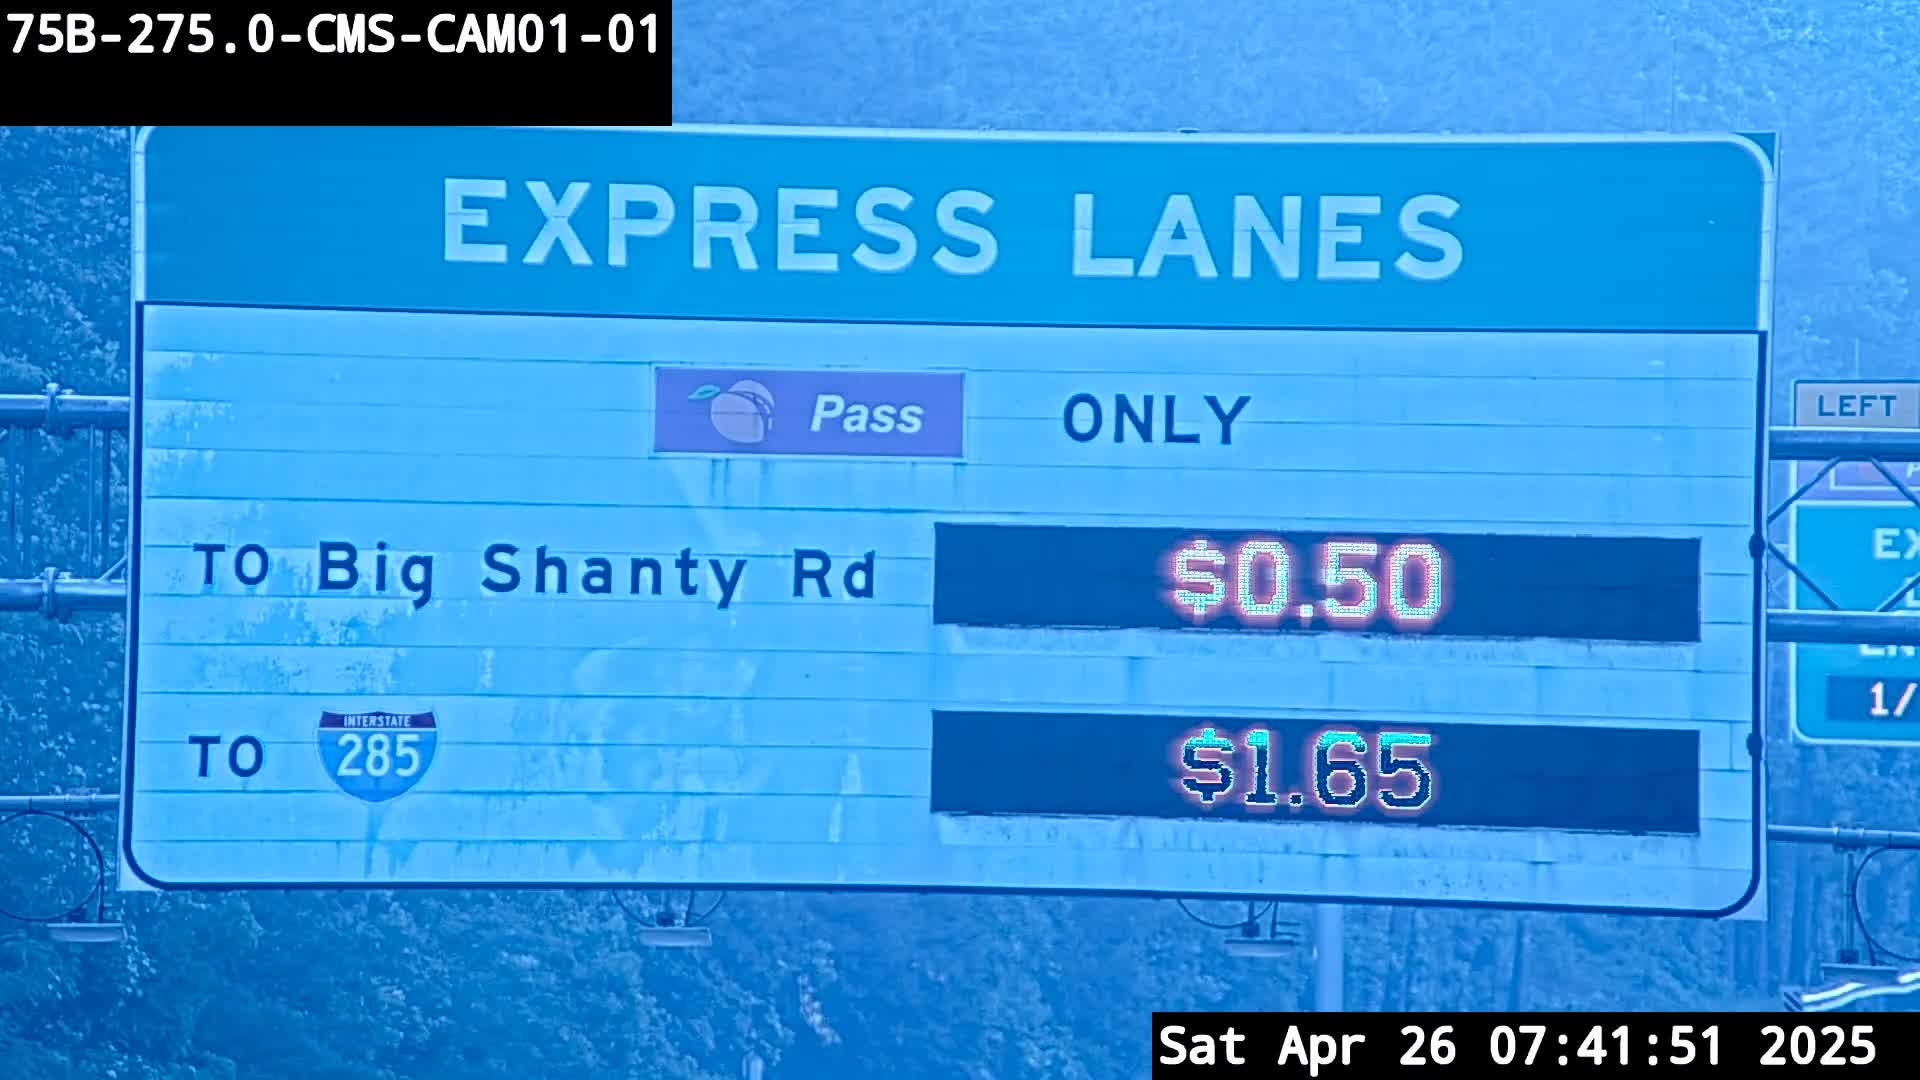 75B-275.0-CMS-CAM01-01
EXPRESS LANES
Pass ONLY
TO Big Shanty Rd $0.50
TO INTERSTATE 285 $1.65
LEFT
1/
Sat Apr 26 07:41:51 2025